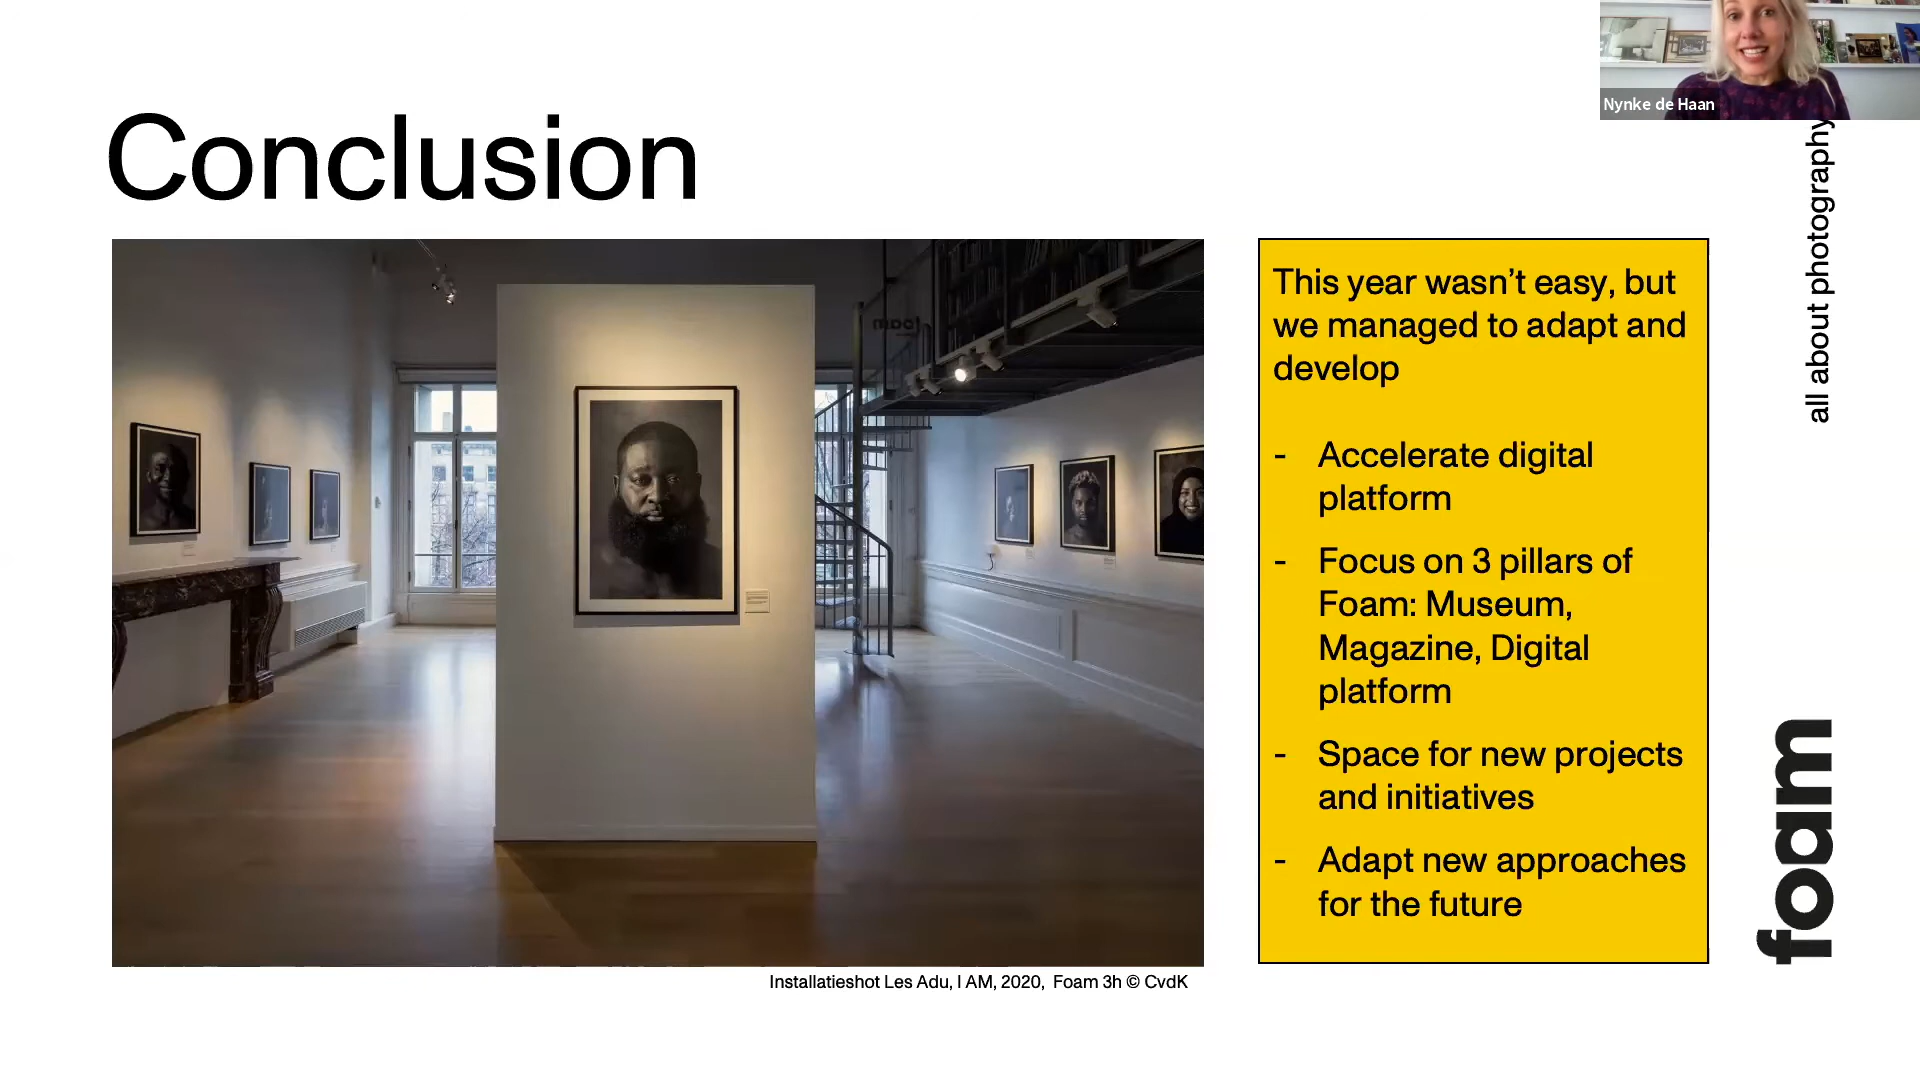 Nynke de Haan
Conclusion
all about photography
foam
This year wasn’t easy, but
we managed to adapt and
develop
- Accelerate digital
platform
- Focus on 3 pillars of
Foam: Museum,
Magazine, Digital
platform
- Space for new projects
and initiatives
- Adapt new approaches
for the future
Installatieshot Les Adu, I AM, 2020, Foam 3h © CvdK
foam